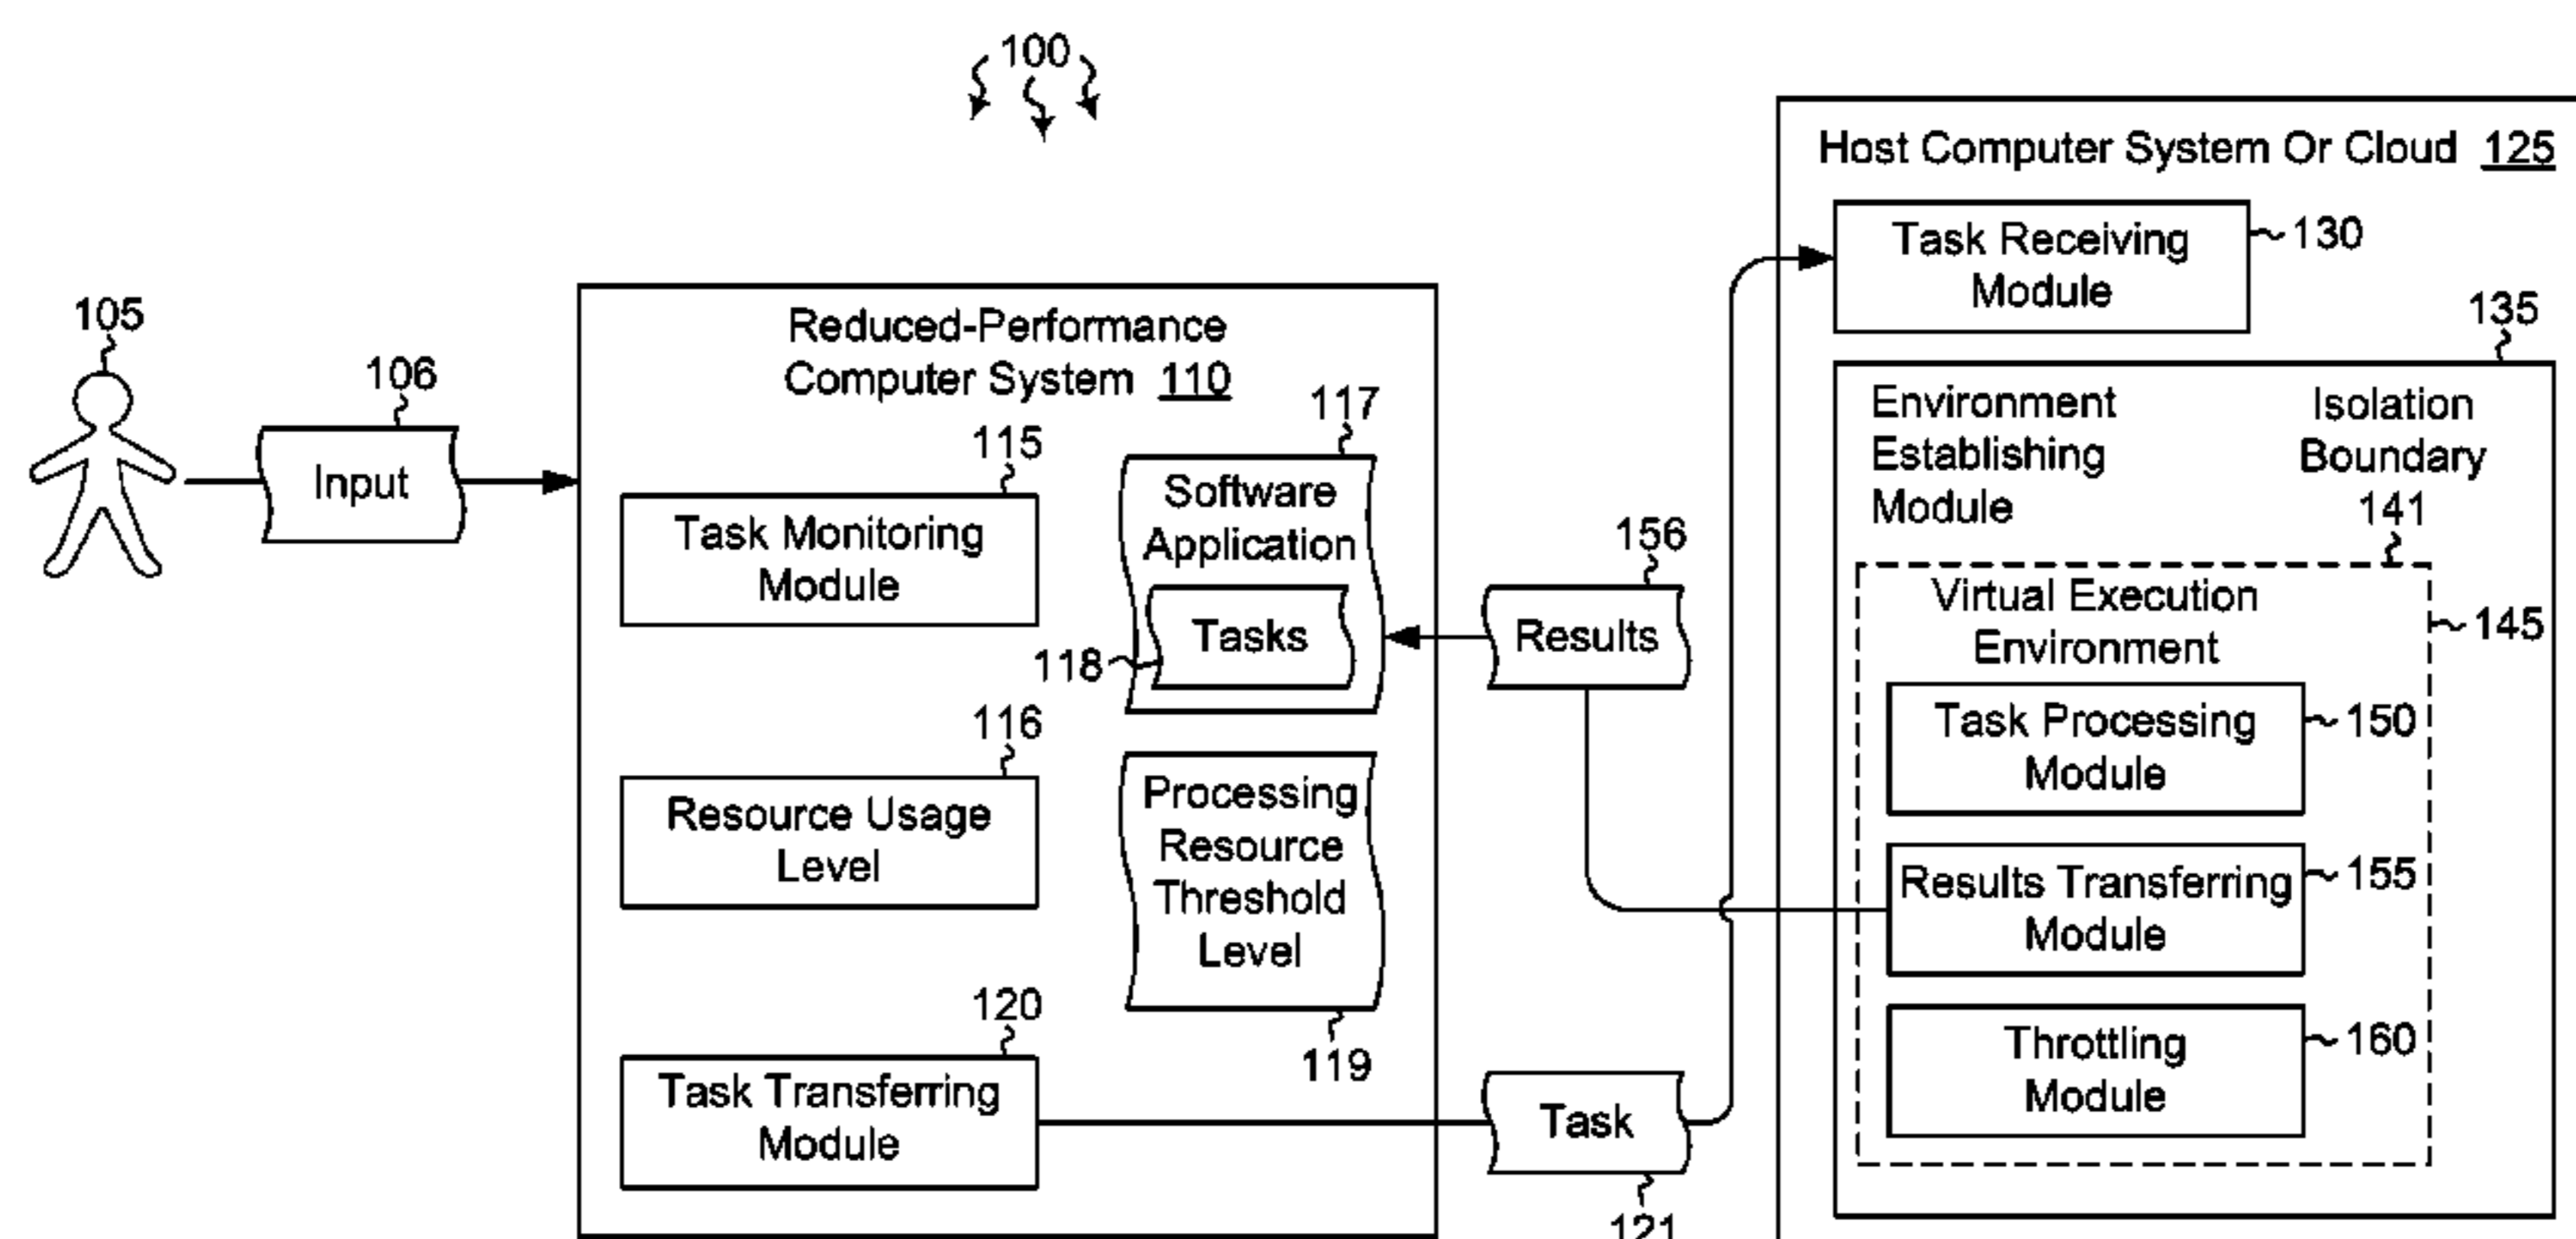 100
Host Computer System Or Cloud 125
Task Receiving
Module
130
135
Environment
Establishing
Module
Isolation
Boundary
141
Virtual Execution
Environment
145
Task Processing
Module
150
Results Transferring
Module
155
Throttling
Module
160
105
106
Input
Reduced-Performance
Computer System 110
115
Task Monitoring
Module
117
Software
Application
Tasks
118
116
Resource Usage
Level
Processing
Resource
Threshold
Level
119
120
Task Transferring
Module
156
Results
Task
121